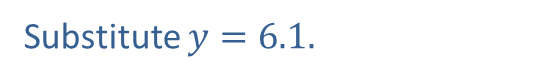 Substitute y = 6.1.